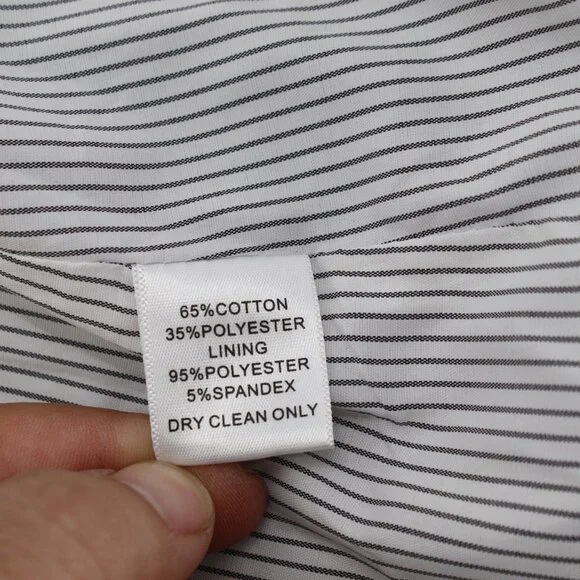 65%COTTON
35%POLYESTER
LINING
95%POLYESTER
5%SPANDEX
DRY CLEAN ONLY